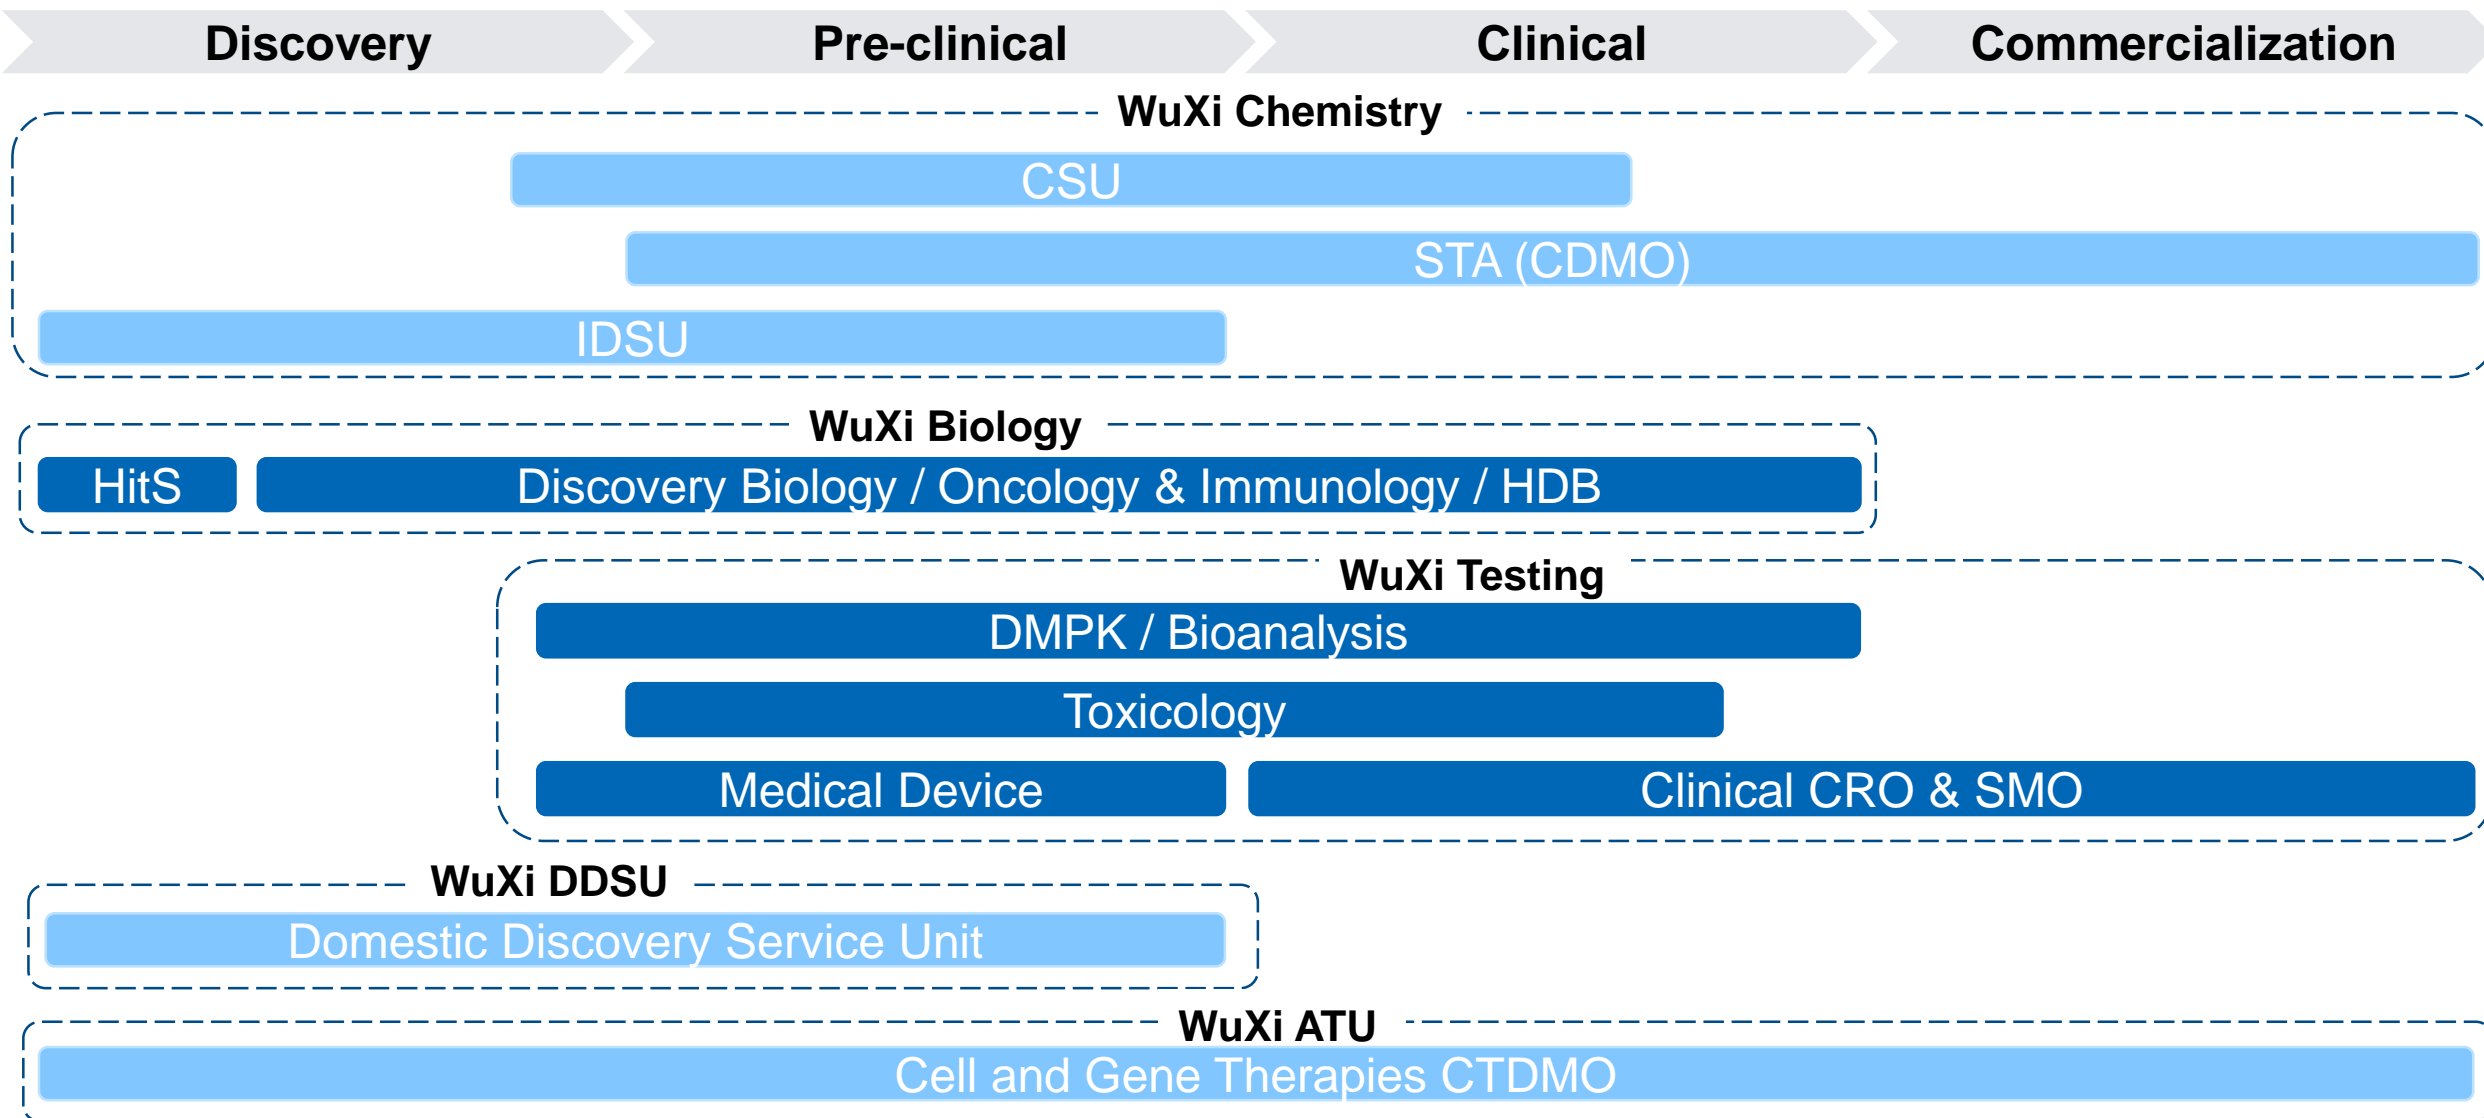 Discovery
Pre-clinical
Clinical
Commercialization
WuXi Chemistry
CSU
STA (CDMO)
IDSU
WuXi Biology
HitS
Discovery Biology / Oncology & Immunology / HDB
WuXi Testing
DMPK / Bioanalysis
Toxicology
Medical Device
Clinical CRO & SMO
WuXi DDSU
Domestic Discovery Service Unit
WuXi ATU
Cell and Gene Therapies CTDMO